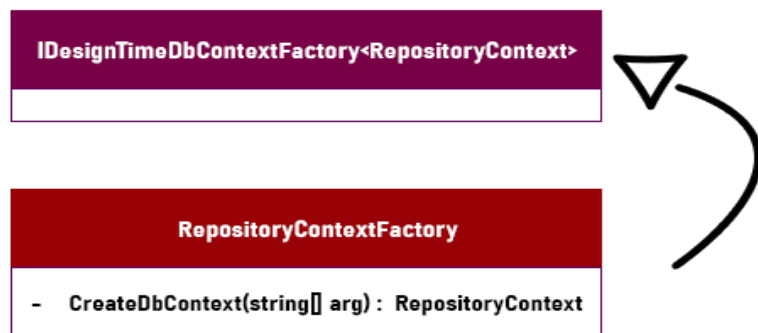 IDesignTimeDbContextFactory<RepositoryContext>
RepositoryContextFactory
- CreateDbContext(string[] arg) : RepositoryContext